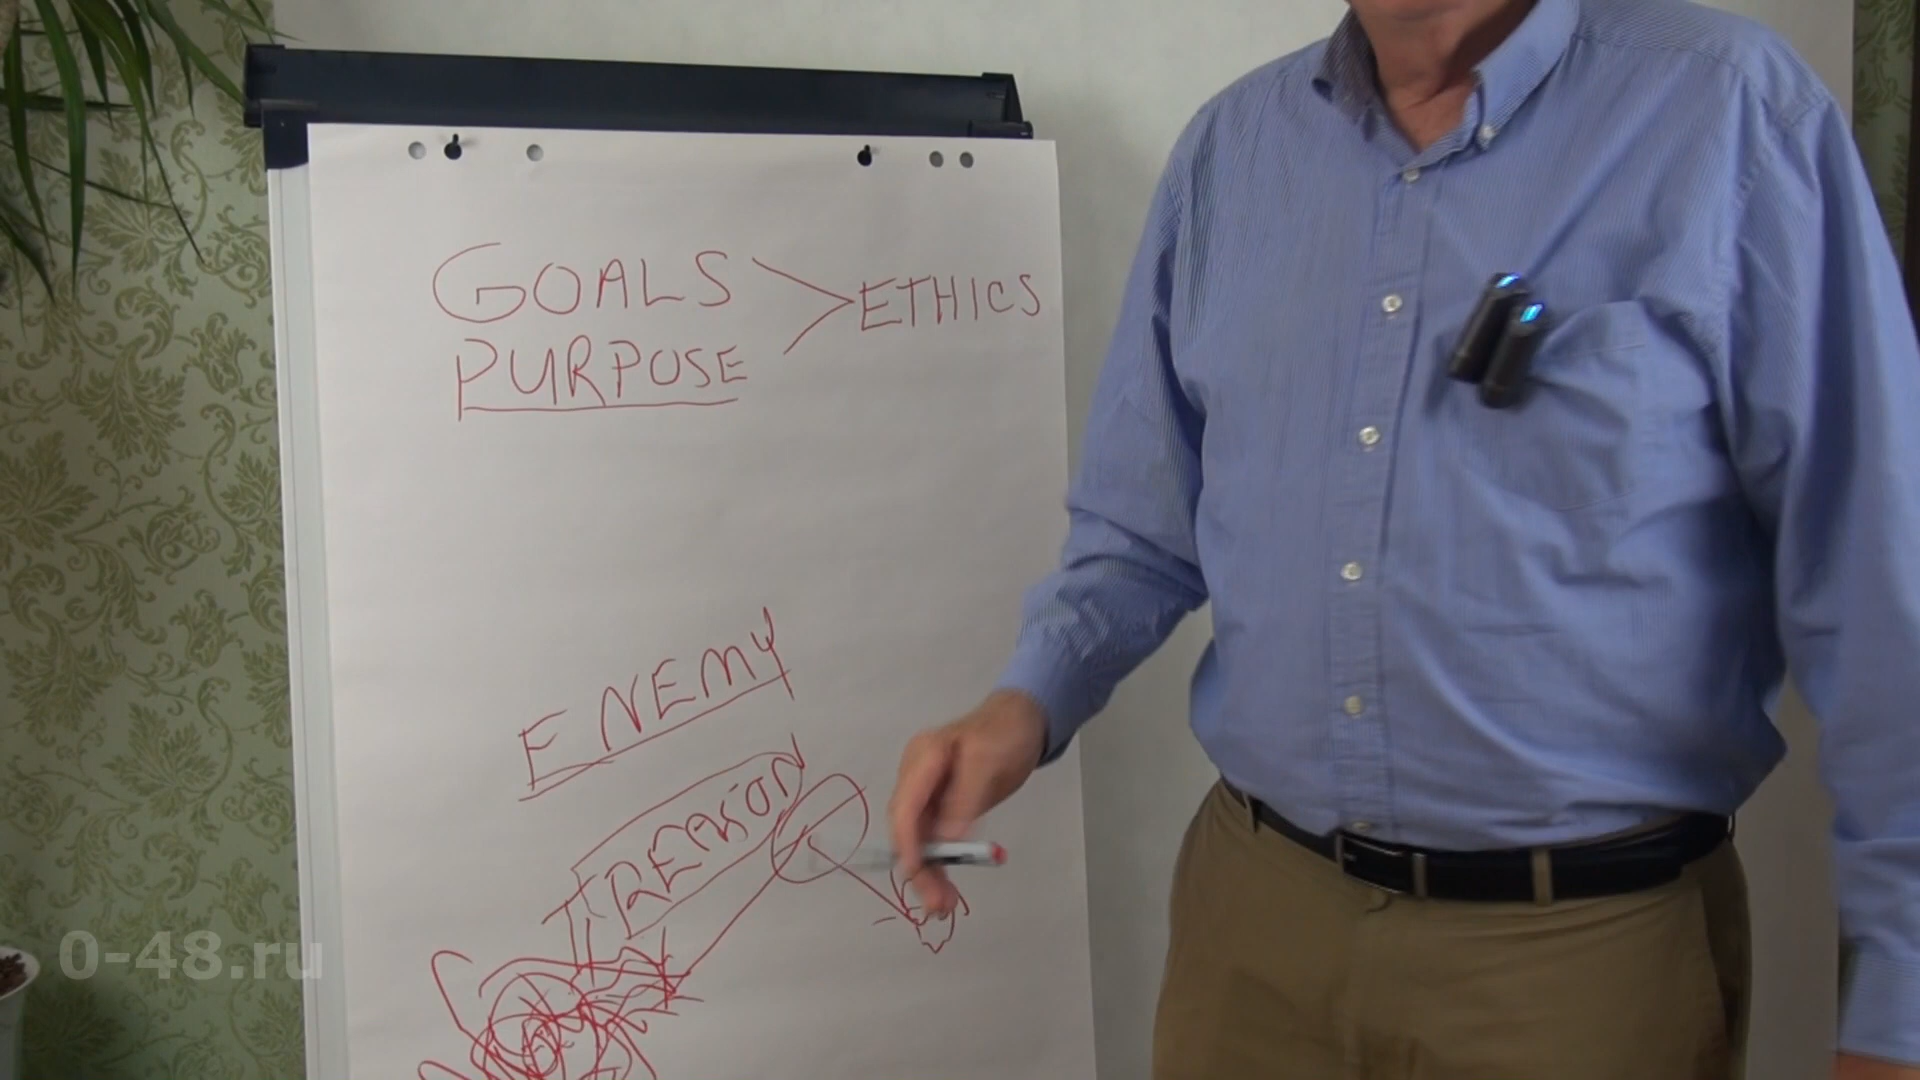 GOALS
PURPOSE
ETHICS
ENEMY
TREASON
0-48.ru